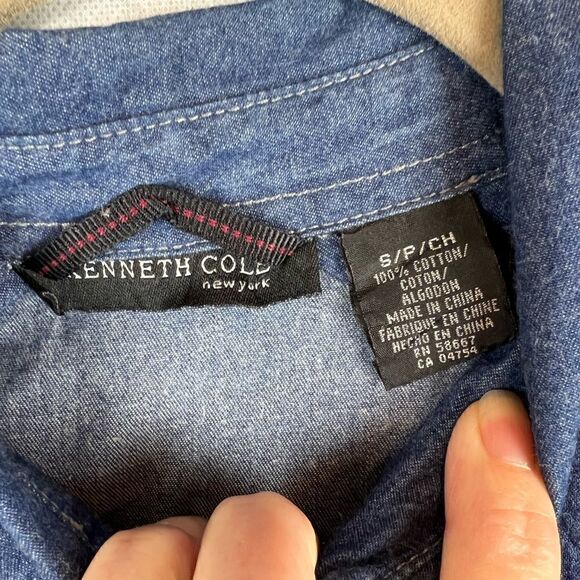 KENNETH COLE
new york
S/P/CH
100% COTTON/
COTON/
ALGODON
MADE IN CHINA
FABRIQUE EN CHINE
HECHO EN CHINA
RN 58667
CA 04754